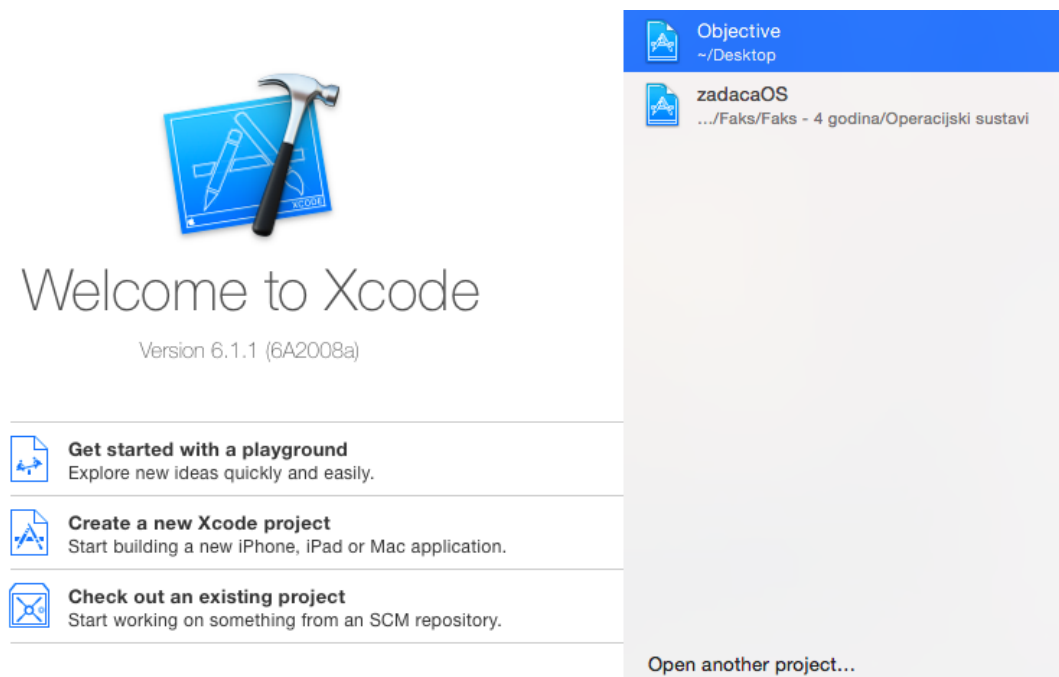 XCODE
Welcome to Xcode
Version 6.1.1 (6A2008a)
Get started with a playground
Explore new ideas quickly and easily.
Create a new Xcode project
Start building a new iPhone, iPad or Mac application.
Check out an existing project
Start working on something from an SCM repository.
Objective
~/Desktop
zadacaOS
.../Faks/Faks - 4 godina/Operacijski sustavi
Open another project...